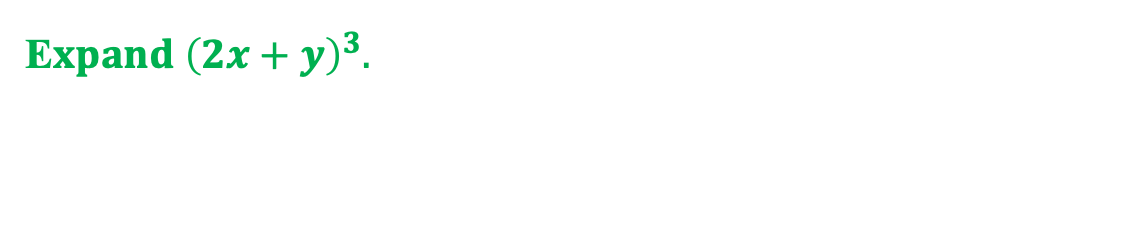 Expand (2x + y)³.